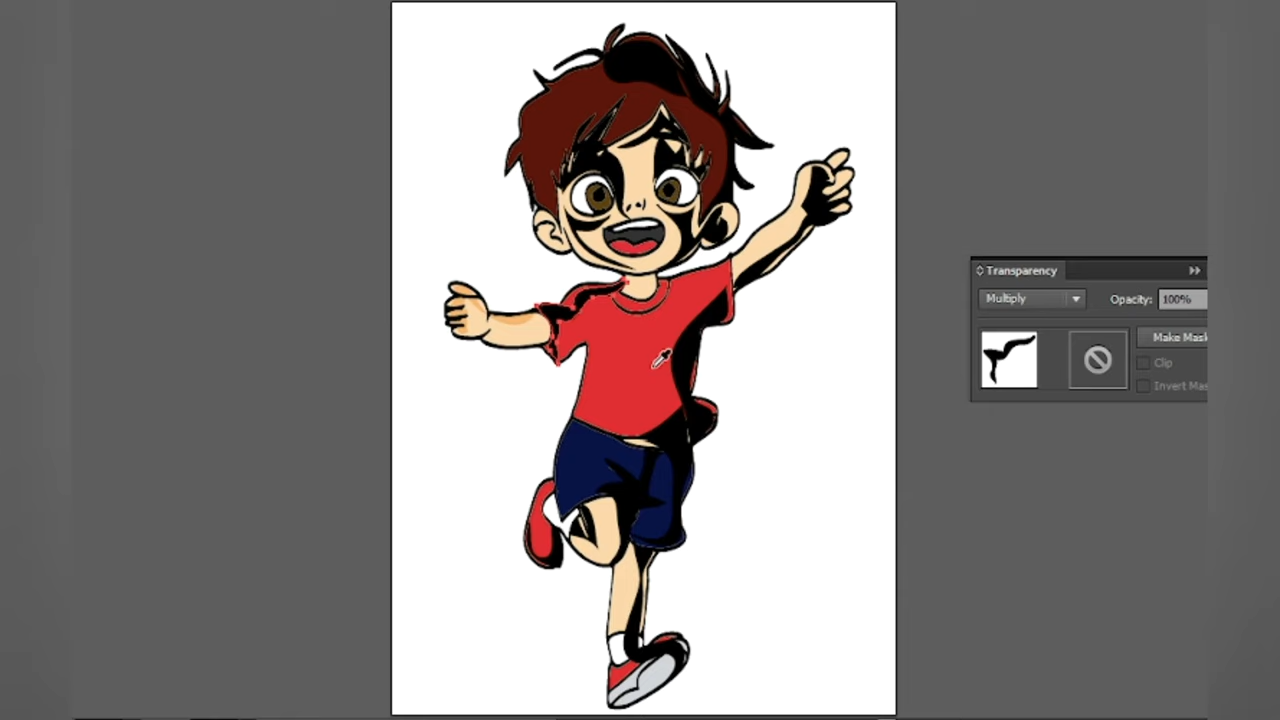 Transparency
Multiply
Opacity: 100%
Make Mask
Clip
Invert Mas